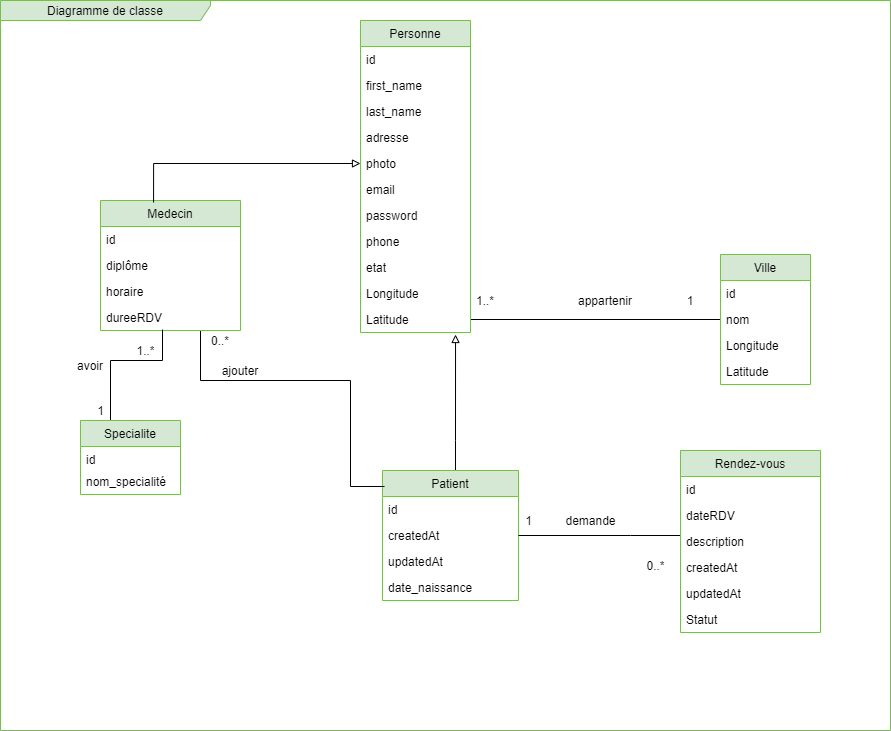 Diagramme de classe
Personne
id
first_name
last_name
adresse
photo
email
password
phone
etat
Longitude
Latitude
Medecin
id
diplôme
horaire
dureeRDV
1..*
avoir
1
0..*
ajouter
Specialite
id
nom_specialité
1..*
appartenir
1
Ville
id
nom
Longitude
Latitude
Patient
id
createdAt
updatedAt
date_naissance
1
demande
0..*
Rendez-vous
id
dateRDV
description
createdAt
updatedAt
Statut